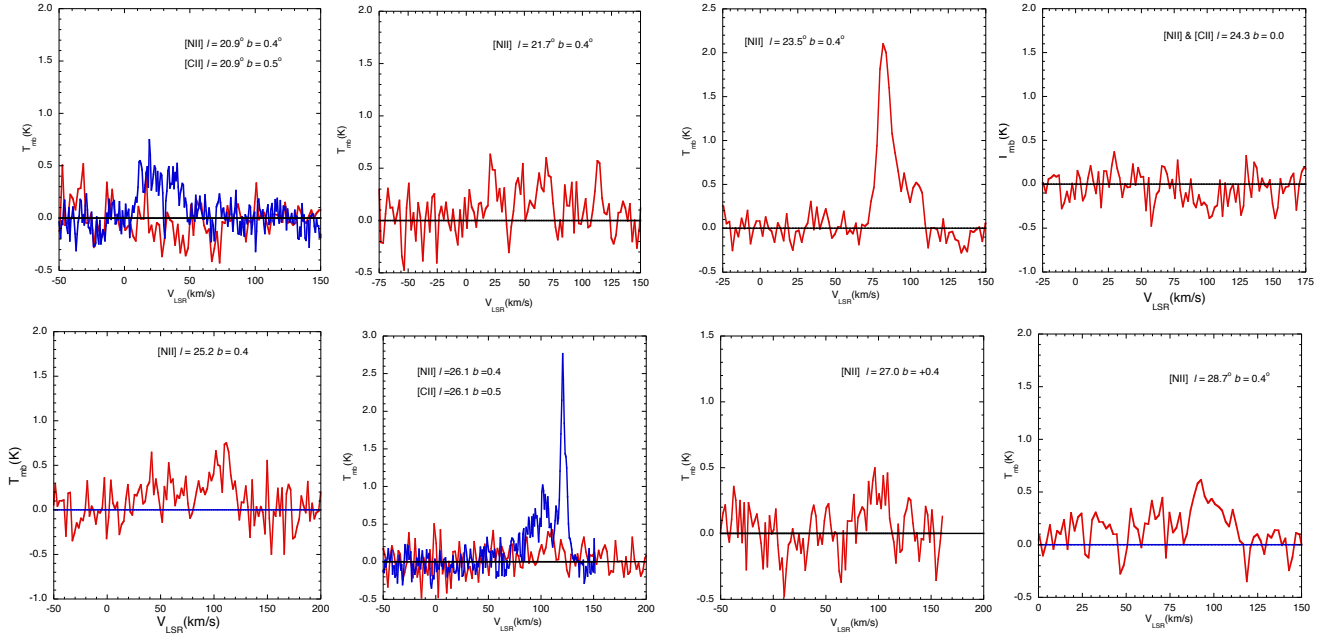 2.0
1.5
1.0
0.5
0.0
-0.5
T_mb (K)
[NII] l = 20.9° b = 0.4°
[CII] l = 20.9° b = 0.5°
-50 0 50 100 150
V_LSR (km/s)
2.0
1.5
1.0
0.5
0.0
-0.5
T_mb (K)
[NII] l = 21.7° b = 0.4°
-75 -50 -25 0 25 50 75 100 125 150
V_LSR (km/s)
2.5
2.0
1.5
1.0
0.5
0.0
-0.5
T_mb (K)
[NII] l = 23.5° b = 0.4°
-25 0 25 50 75 100 125 150
V_LSR (km/s)
2.0
1.5
1.0
0.5
0.0
-0.5
-1.0
I_mb (K)
[NII] & [CII] l = 24.3 b = 0.0
-25 0 25 50 75 100 125 150 175
V_LSR (km/s)
2.0
1.5
1.0
0.5
0.0
-0.5
-1.0
T_mb (K)
[NII] l = 25.2 b = 0.4
-50 0 50 100 150 200
V_LSR (km/s)
3.0
2.5
2.0
1.5
1.0
0.5
0.0
-0.5
T_mb (K)
[NII] l =26.1 b =0.4
[CII] l =26.1 b =0.5
-50 0 50 100 150 200
V_LSR (km/s)
1.5
1.0
0.5
0.0
-0.5
T_mb (K)
[NII] l = 27.0 b = +0.4
-50 0 50 100 150 200
V_LSR (km/s)
2.0
1.5
1.0
0.5
0.0
-0.5
T_mb (K)
[NII] l = 28.7° b = 0.4°
0 25 50 75 100 125 150
V_LSR (km/s)